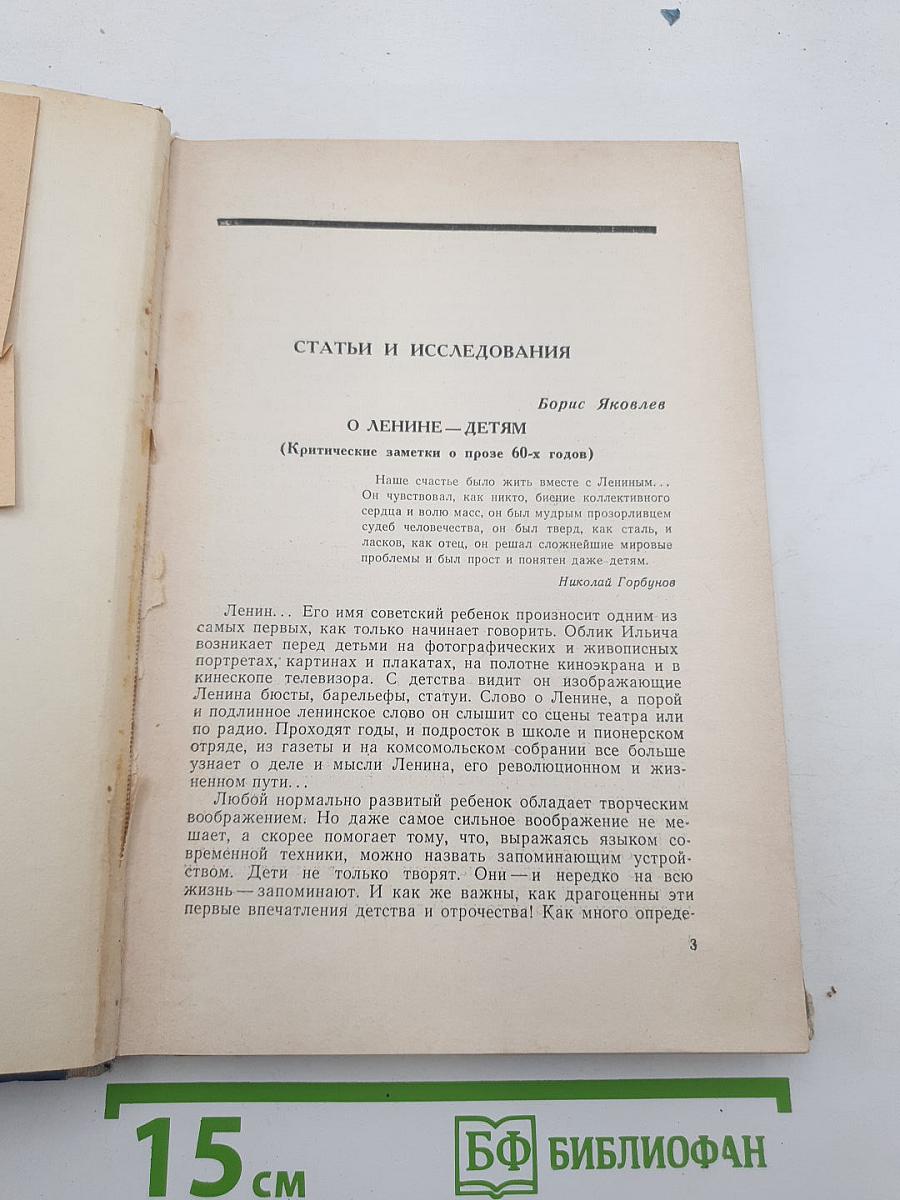 СТАТЬИ И ИССЛЕДОВАНИЯ
Борис Яковлев
О ЛЕНИНЕ — ДЕТЯМ
(Критические заметки о прозе 60-х годов)
Наше счастье было жить вместе с Лениным...
Он чувствовал, как никто, биение коллективного
сердца и волю масс, он был мудрым прозорливцем
судеб человечества, он был тверд, как сталь, и
ласков, как отец, он решал сложнейшие мировые
проблемы и был прост и понятен даже детям.
Николай Горбунов
Ленин... Его имя советский ребенок произносит одним из
самых первых, как только начинает говорить. Облик Ильича
возникает перед детьми на фотографических и живописных
портретах, картинах и плакатах, на полотне киноэкрана и в
кинескопе телевизора. С детства видит он изображающие
Ленина бюсты, барельефы, статуи. Слово о Ленине, а порой
и подлинное ленинское слово он слышит со сцены театра или
по радио. Проходят годы, и подросток в школе и пионерском
отряде, из газеты и на комсомольском собрании все больше
узнает о деле и мысли Ленина, его революционном и жиз-
ненном пути...
Любой нормально развитый ребенок обладает творческим
воображением. Но даже самое сильное воображение не ме-
шает, а скорее помогает тому, что, выражаясь языком со-
временной техники, можно назвать запоминающим устрой-
ством. Дети не только творят. Они — и нередко на всю
жизнь — запоминают. И как же важны, как драгоценны эти
первые впечатления детства и отрочества! Как много опреде-
3
15 см
БФ БИБЛИОФАН